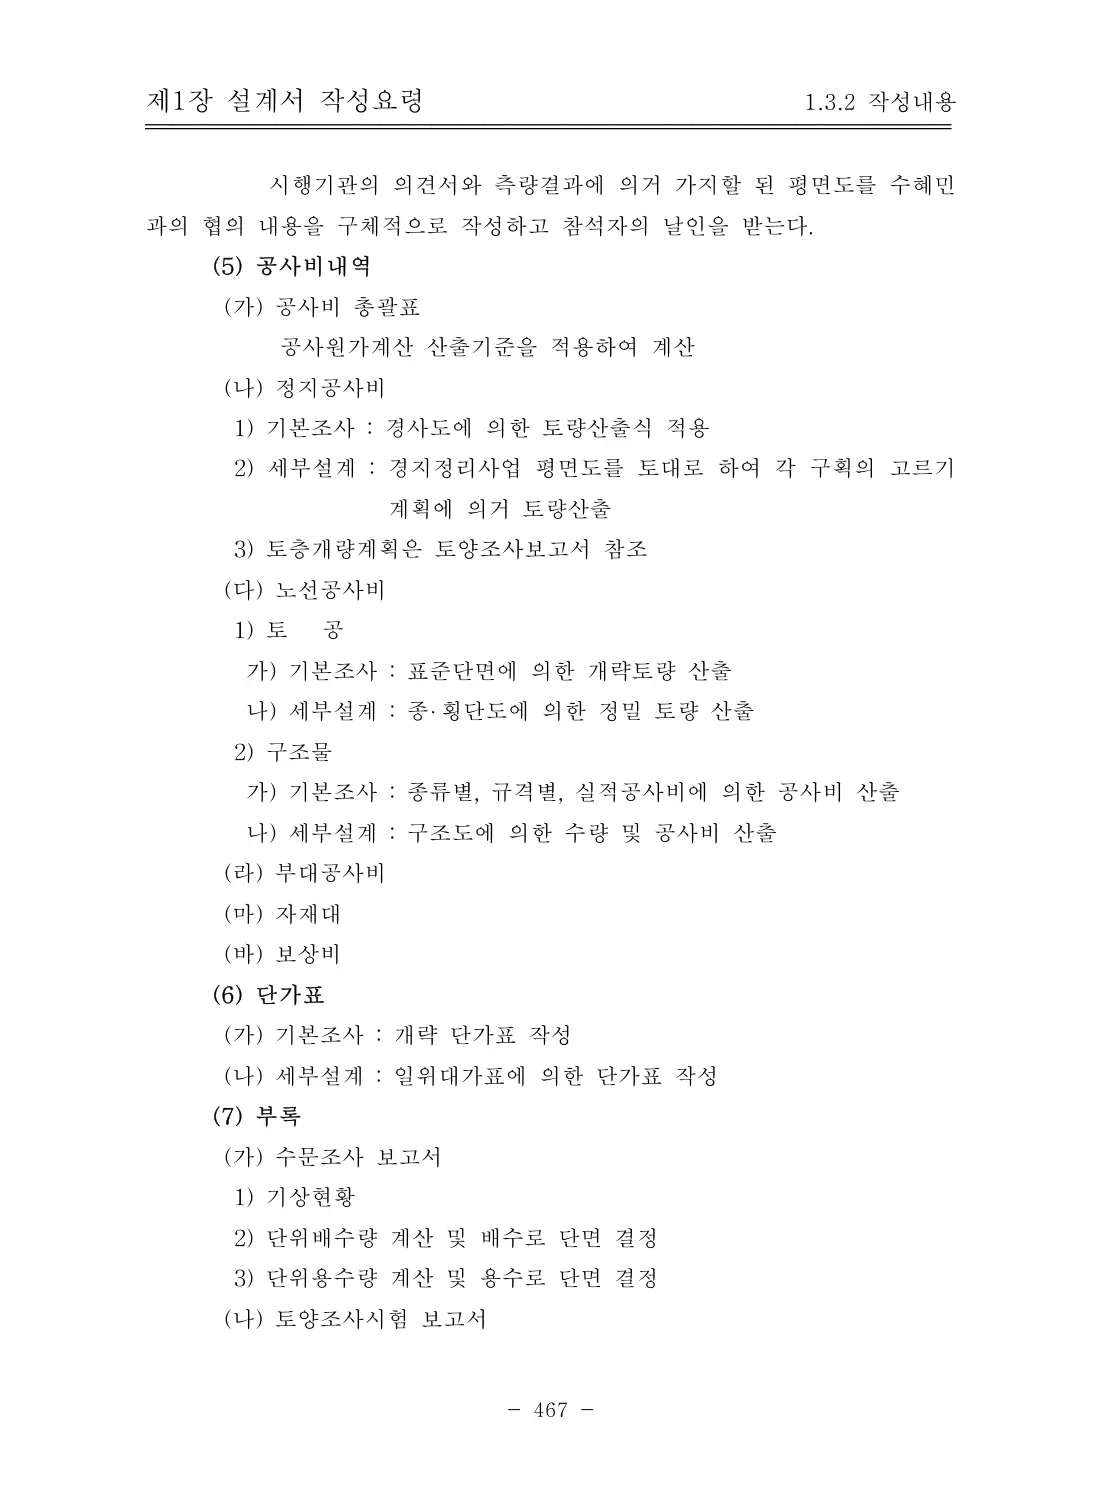 제1장 설계서 작성요령
1.3.2 작성내용
시행기관의 의견서와 측량결과에 의거 가지할 된 평면도를 수혜민
과의 협의 내용을 구체적으로 작성하고 참석자의 날인을 받는다.
(5) 공사비내역
(가) 공사비 총괄표
공사원가계산 산출기준을 적용하여 계산
(나) 정지공사비
1) 기본조사 : 경사도에 의한 토량산출식 적용
2) 세부설계 : 경지정리사업 평면도를 토대로 하여 각 구획의 고르기
계획에 의거 토량산출
3) 토층개량계획은 토양조사보고서 참조
(다) 노선공사비
1) 토 공
가) 기본조사 : 표준단면에 의한 개략토량 산출
나) 세부설계 : 종·횡단도에 의한 정밀 토량 산출
2) 구조물
가) 기본조사 : 종류별, 규격별, 실적공사비에 의한 공사비 산출
나) 세부설계 : 구조도에 의한 수량 및 공사비 산출
(라) 부대공사비
(마) 자재대
(바) 보상비
(6) 단가표
(가) 기본조사 : 개략 단가표 작성
(나) 세부설계 : 일위대가표에 의한 단가표 작성
(7) 부록
(가) 수문조사 보고서
1) 기상현황
2) 단위배수량 계산 및 배수로 단면 결정
3) 단위용수량 계산 및 용수로 단면 결정
(나) 토양조사시험 보고서
- 467 -